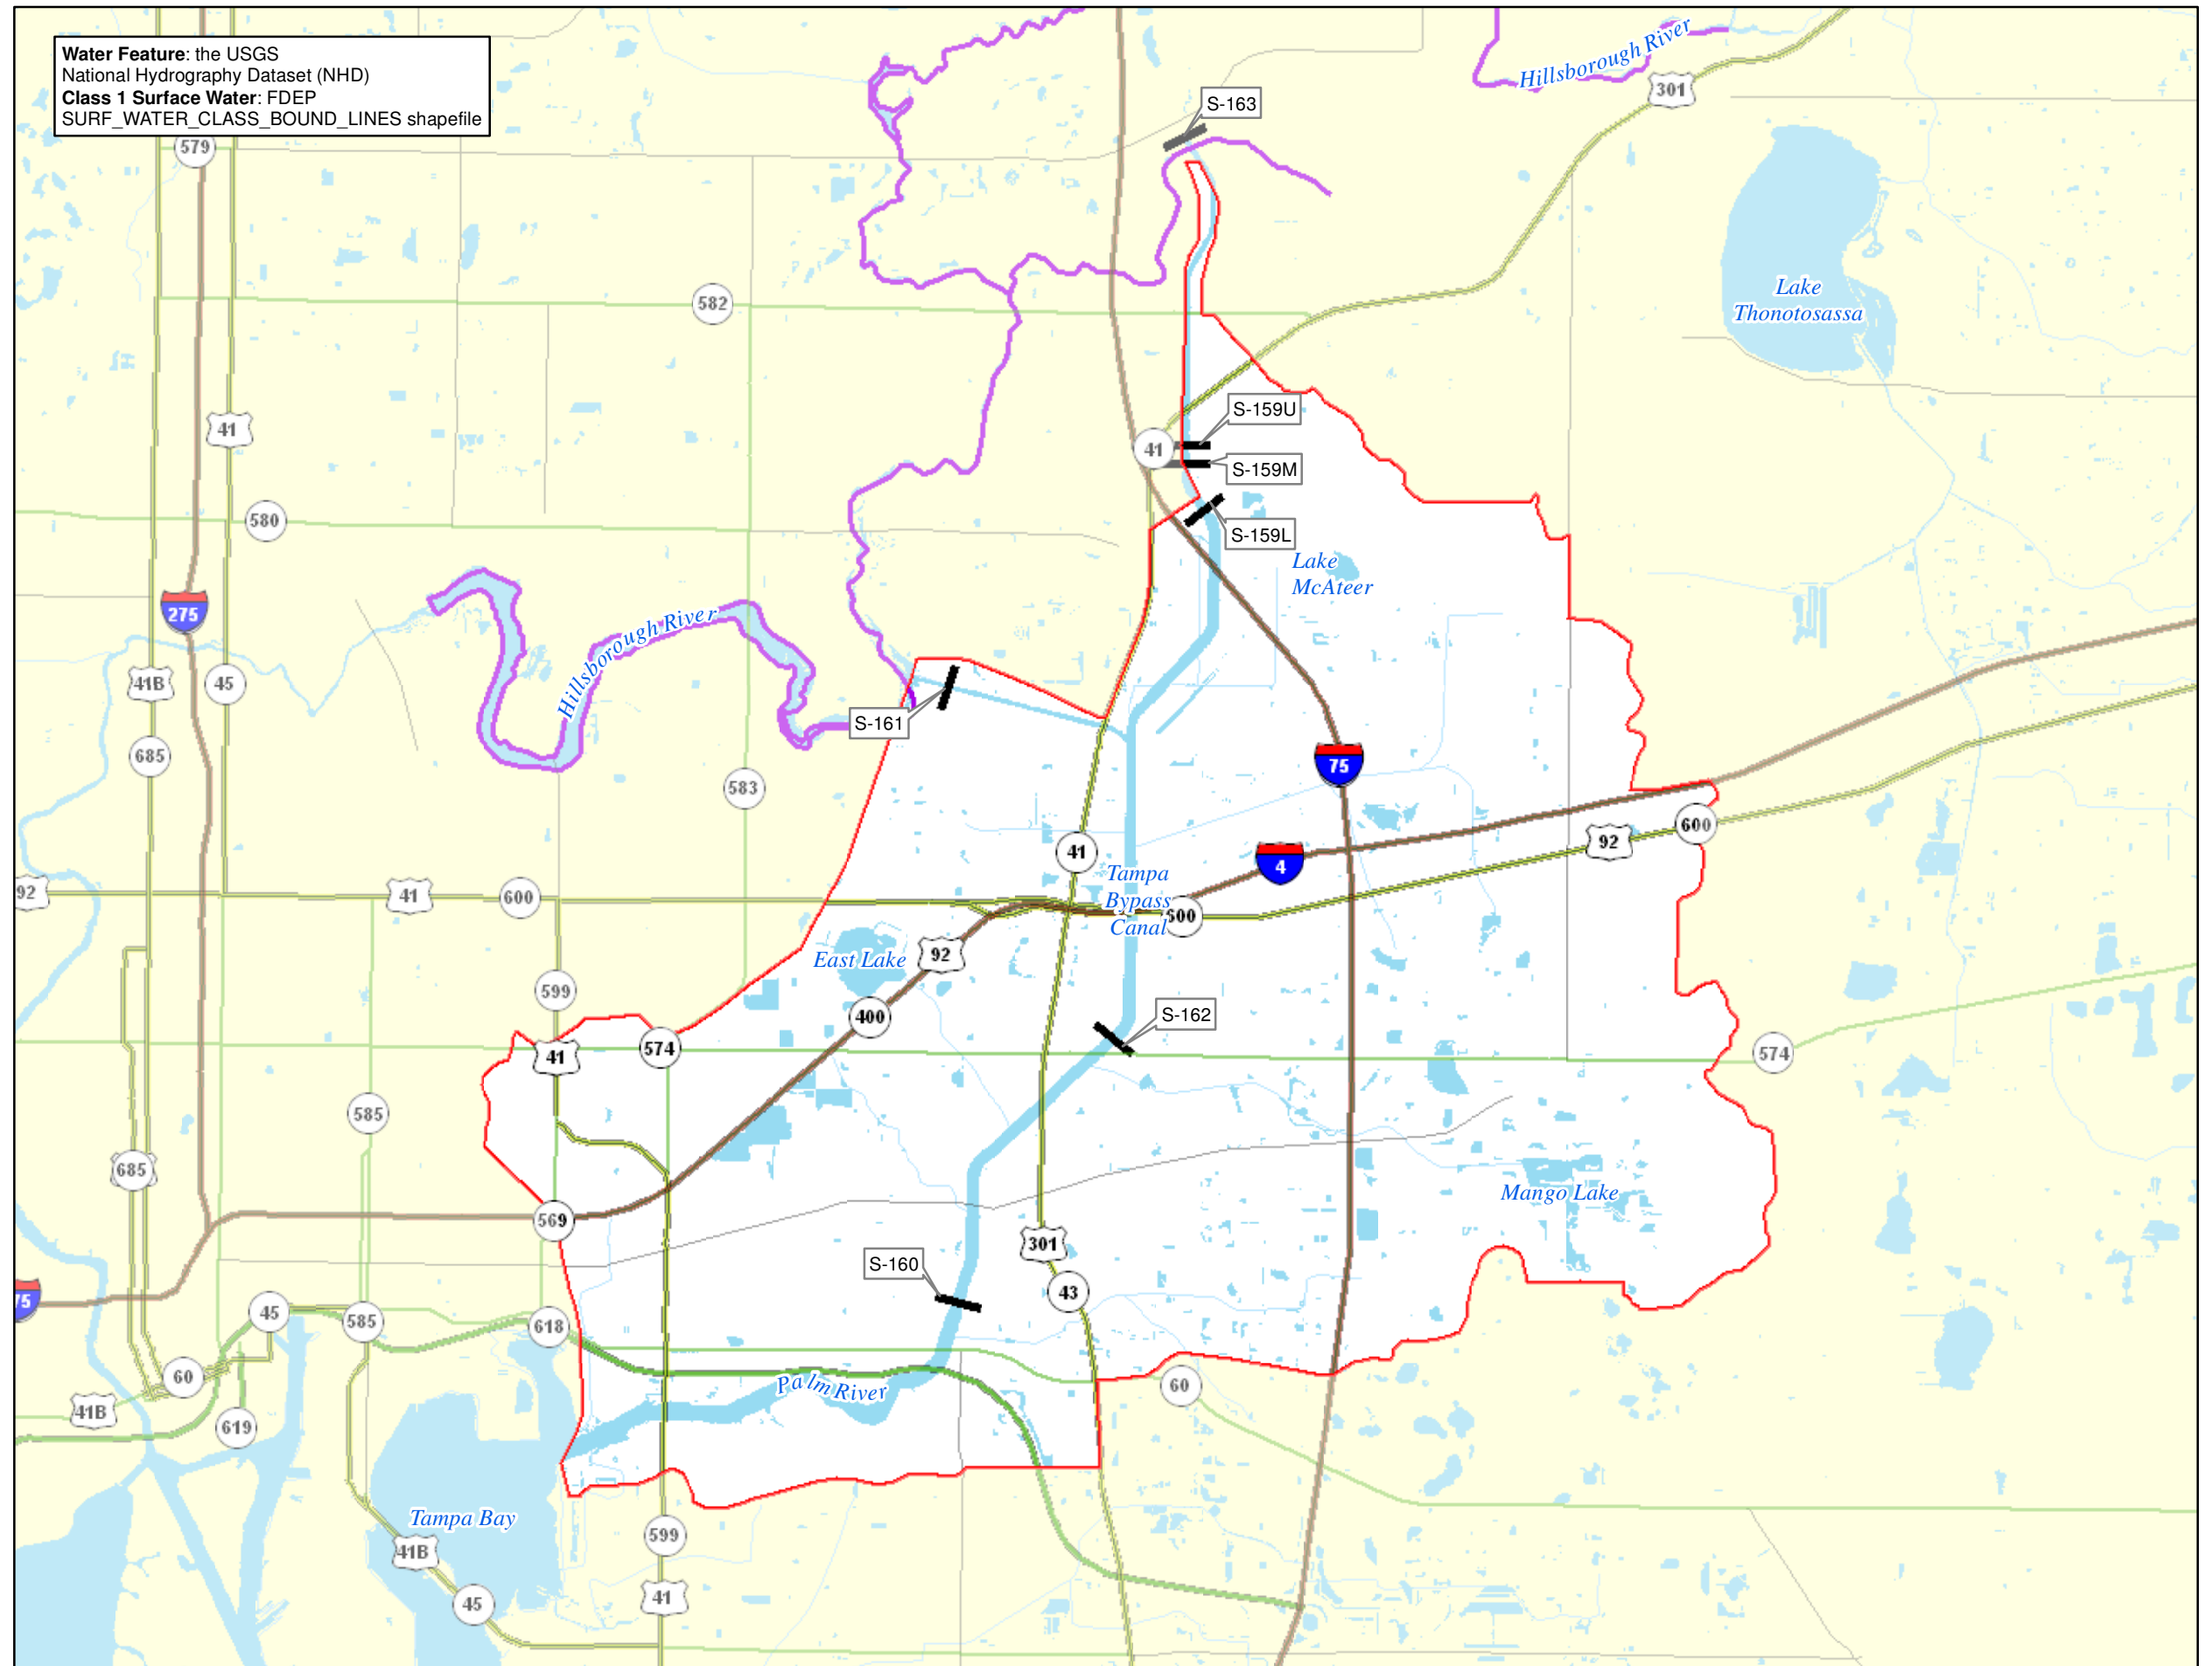 Water Feature: the USGS
National Hydrography Dataset (NHD)
Class 1 Surface Water: FDEP
SURF_WATER_CLASS_BOUND_LINES shapefile
Hillsborough River
301
S-163
579
Lake
Thonotosassa
582
S-159U
41
41
S-159M
580
S-159L
Lake
McAteer
275
Hillsborough River
41B
45
S-161
685
75
583
600
92
41
4
Tampa
Bypass
Canal
600
92
41
600
East Lake
92
599
400
S-162
41
574
574
585
685
Mango Lake
569
301
S-160
43
75
45
585
618
60
Palm River
60
41B
619
Tampa Bay
599
41B
41
45